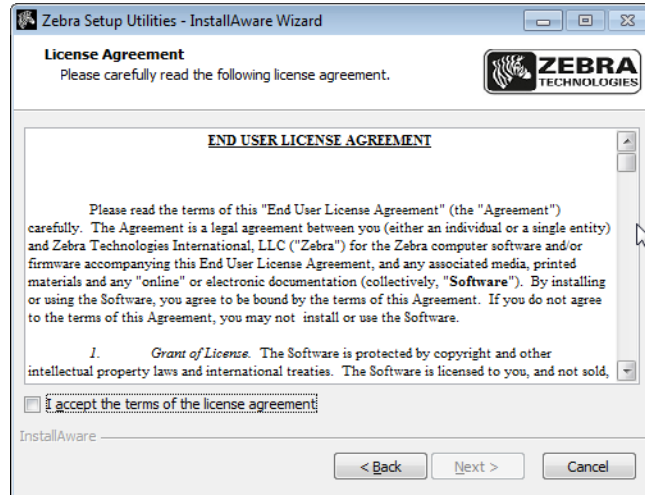 Zebra Setup Utilities - InstallAware Wizard
License Agreement
Please carefully read the following license agreement.
ZEBRA
TECHNOLOGIES
END USER LICENSE AGREEMENT
Please read the terms of this "End User License Agreement" (the "Agreement")
carefully. The Agreement is a legal agreement between you (either an individual or a single entity)
and Zebra Technologies International, LLC ("Zebra") for the Zebra computer software and/or
firmware accompanying this End User License Agreement, and any associated media, printed
materials and any "online" or electronic documentation (collectively, "Software"). By installing
or using the Software, you agree to be bound by the terms of this Agreement. If you do not agree
to the terms of this Agreement, you may not install or use the Software.
1. Grant of License. The Software is protected by copyright and other
intellectual property laws and international treaties. The Software is licensed to you, and not sold,
I accept the terms of the license agreement
InstallAware
< Back Next > Cancel